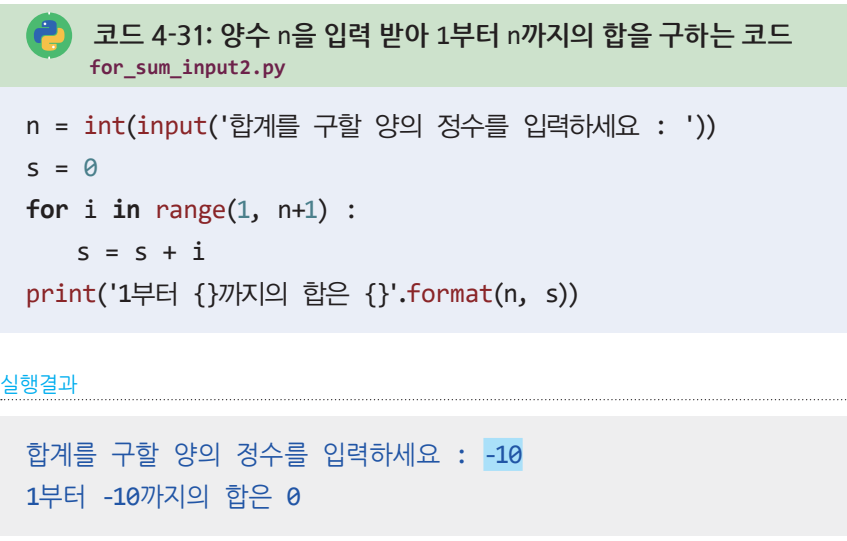 코드 4-31: 양수 n을 입력 받아 1부터 n까지의 합을 구하는 코드
for_sum_input2.py
n = int(input('합계를 구할 양의 정수를 입력하세요 : '))
s = 0
for i in range(1, n+1) :
    s = s + i
print('1부터 {}까지의 합은 {}'.format(n, s))
실행결과
합계를 구할 양의 정수를 입력하세요 : -10
1부터 -10까지의 합은 0